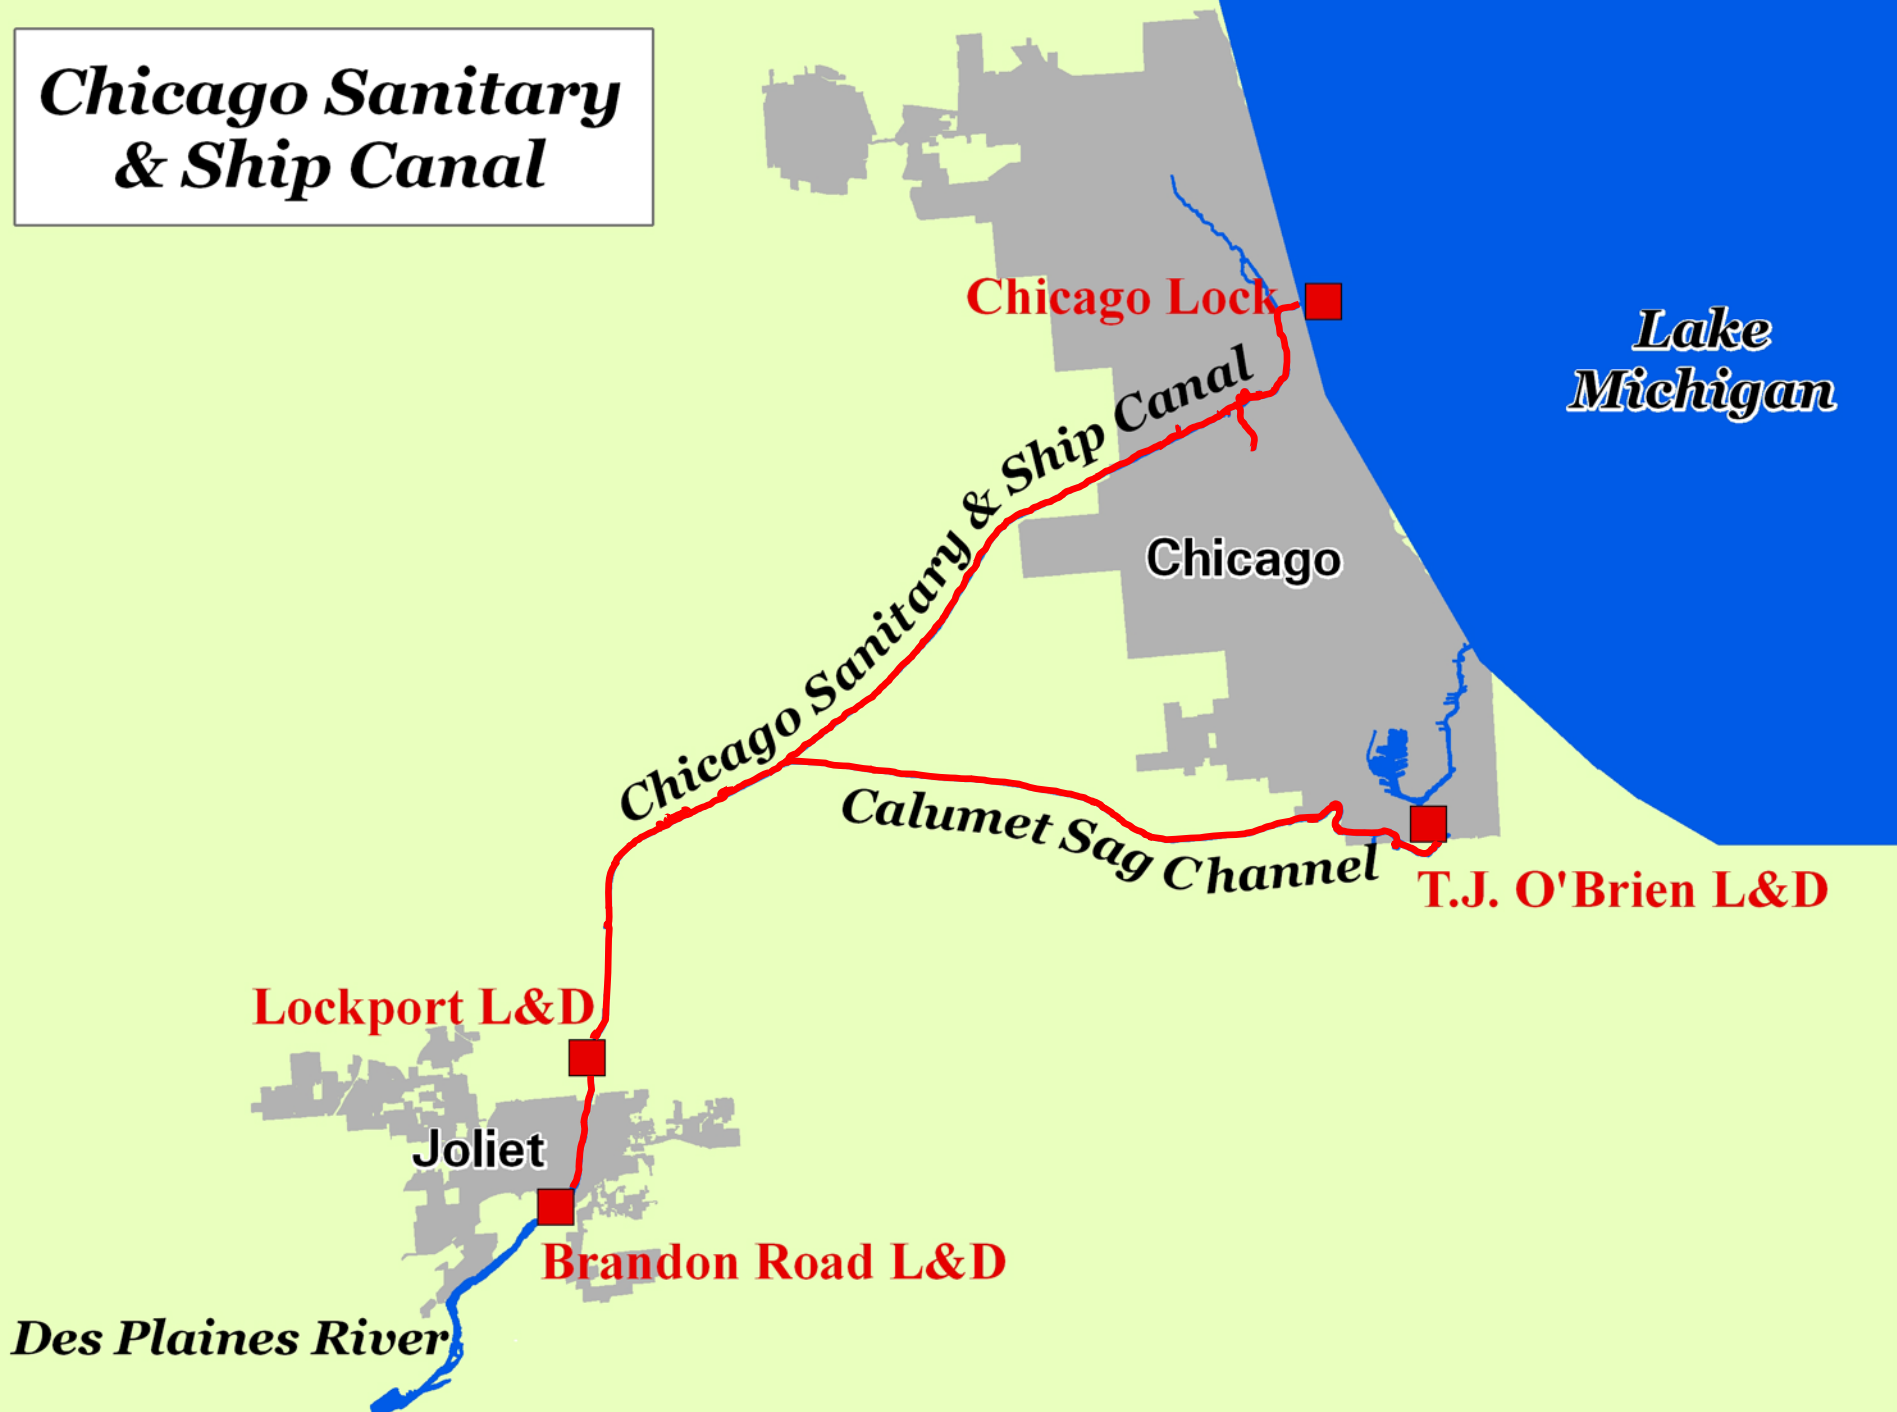 Chicago Sanitary
& Ship Canal
Chicago Lock
Lake
Michigan
Chicago Sanitary & Ship Canal
Chicago
Calumet Sag Channel
T.J. O'Brien L&D
Lockport L&D
Joliet
Brandon Road L&D
Des Plaines River